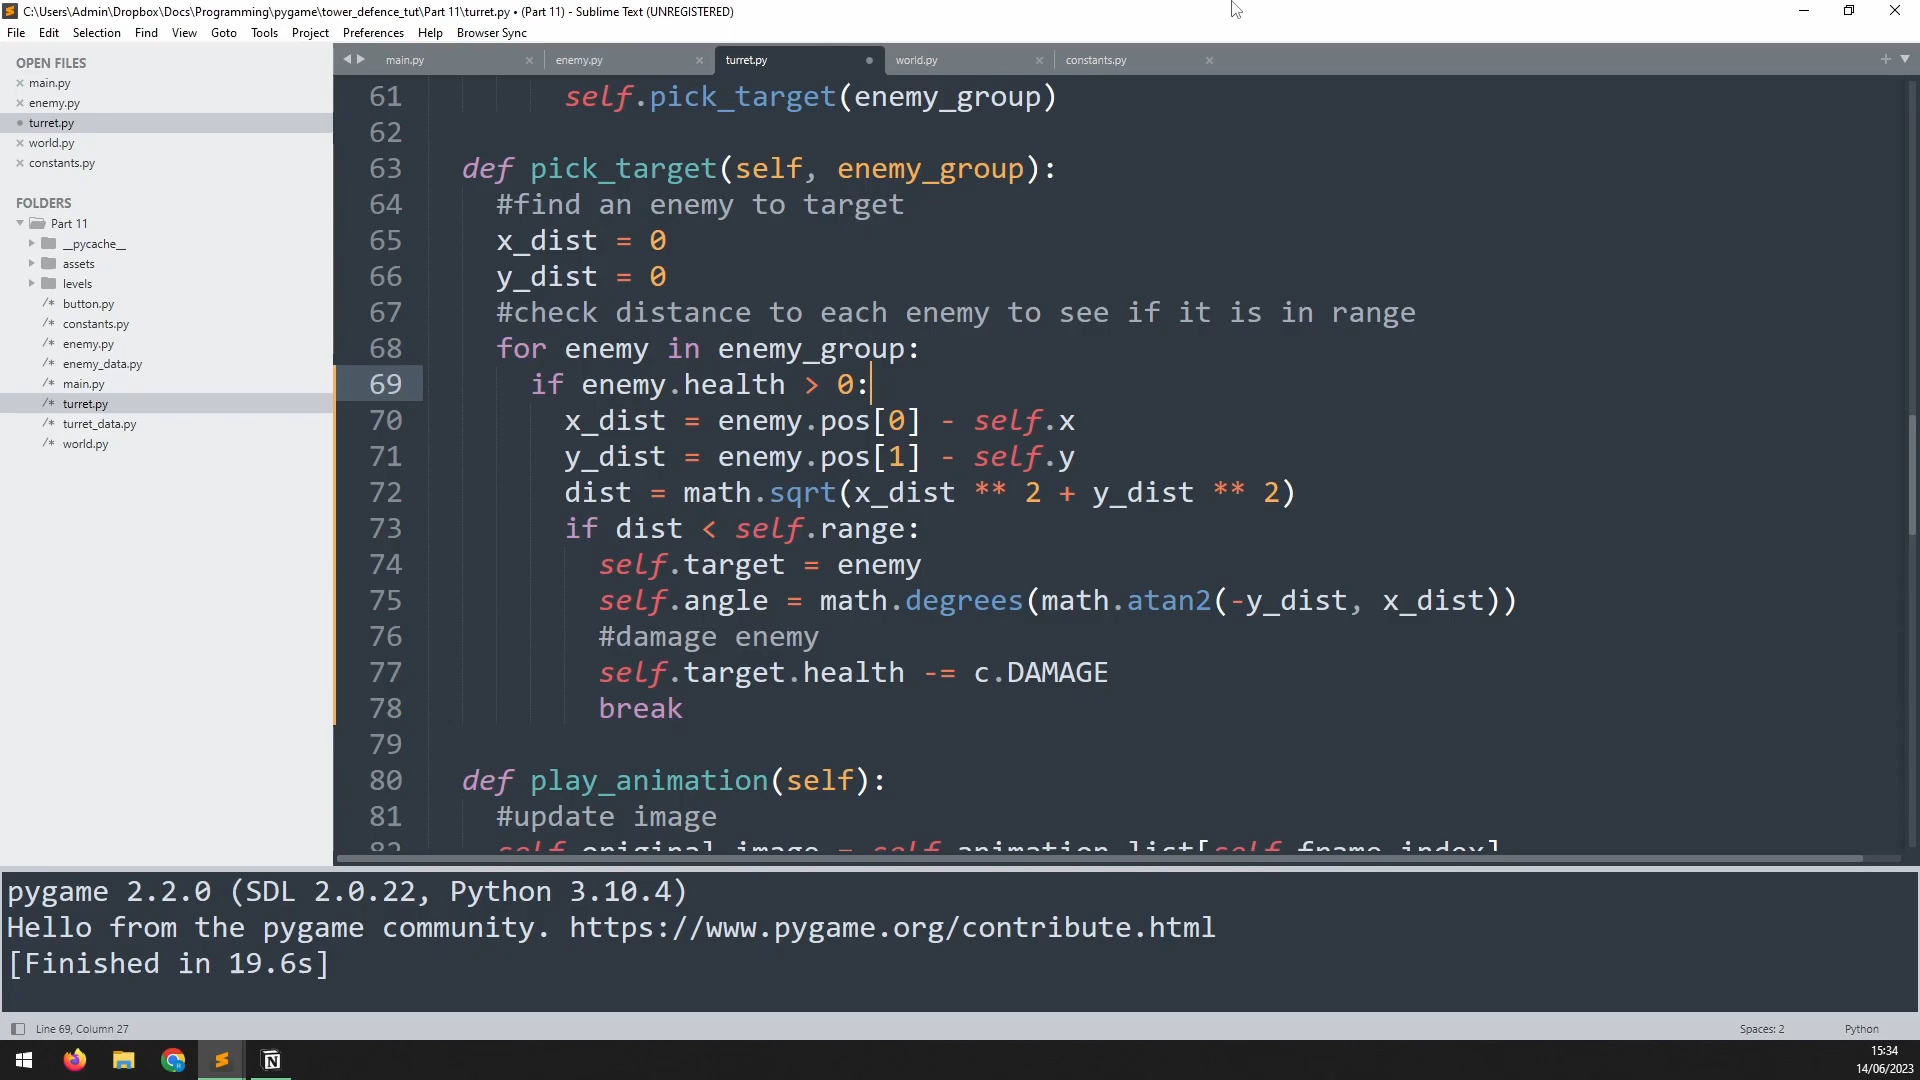 C:\Users\Admin\Dropbox\Docs\Programming\pygame\tower_defence_tut\Part 11\turret.py • (Part 11) - Sublime Text (UNREGISTERED)
File Edit Selection Find View Goto Tools Project Preferences Help Browser Sync
OPEN FILES
main.py
enemy.py
turret.py
world.py
constants.py
FOLDERS
Part 11
__pycache__
assets
levels
button.py
constants.py
enemy.py
enemy_data.py
main.py
turret.py
turret_data.py
world.py
main.py enemy.py turret.py world.py constants.py
61 self.pick_target(enemy_group)
62
63 def pick_target(self, enemy_group):
64 #find an enemy to target
65 x_dist = 0
66 y_dist = 0
67 #check distance to each enemy to see if it is in range
68 for enemy in enemy_group:
69 if enemy.health > 0:
70 x_dist = enemy.pos[0] - self.x
71 y_dist = enemy.pos[1] - self.y
72 dist = math.sqrt(x_dist ** 2 + y_dist ** 2)
73 if dist < self.range:
74 self.target = enemy
75 self.angle = math.degrees(math.atan2(-y_dist, x_dist))
76 #damage enemy
77 self.target.health -= c.DAMAGE
78 break
79
80 def play_animation(self):
81 #update image
82 self.original_image = self.animation_list[self.frame_index]
pygame 2.2.0 (SDL 2.0.22, Python 3.10.4)
Hello from the pygame community. https://www.pygame.org/contribute.html
[Finished in 19.6s]
Line 69, Column 27
Spaces: 2
Python
15:34
14/06/2023